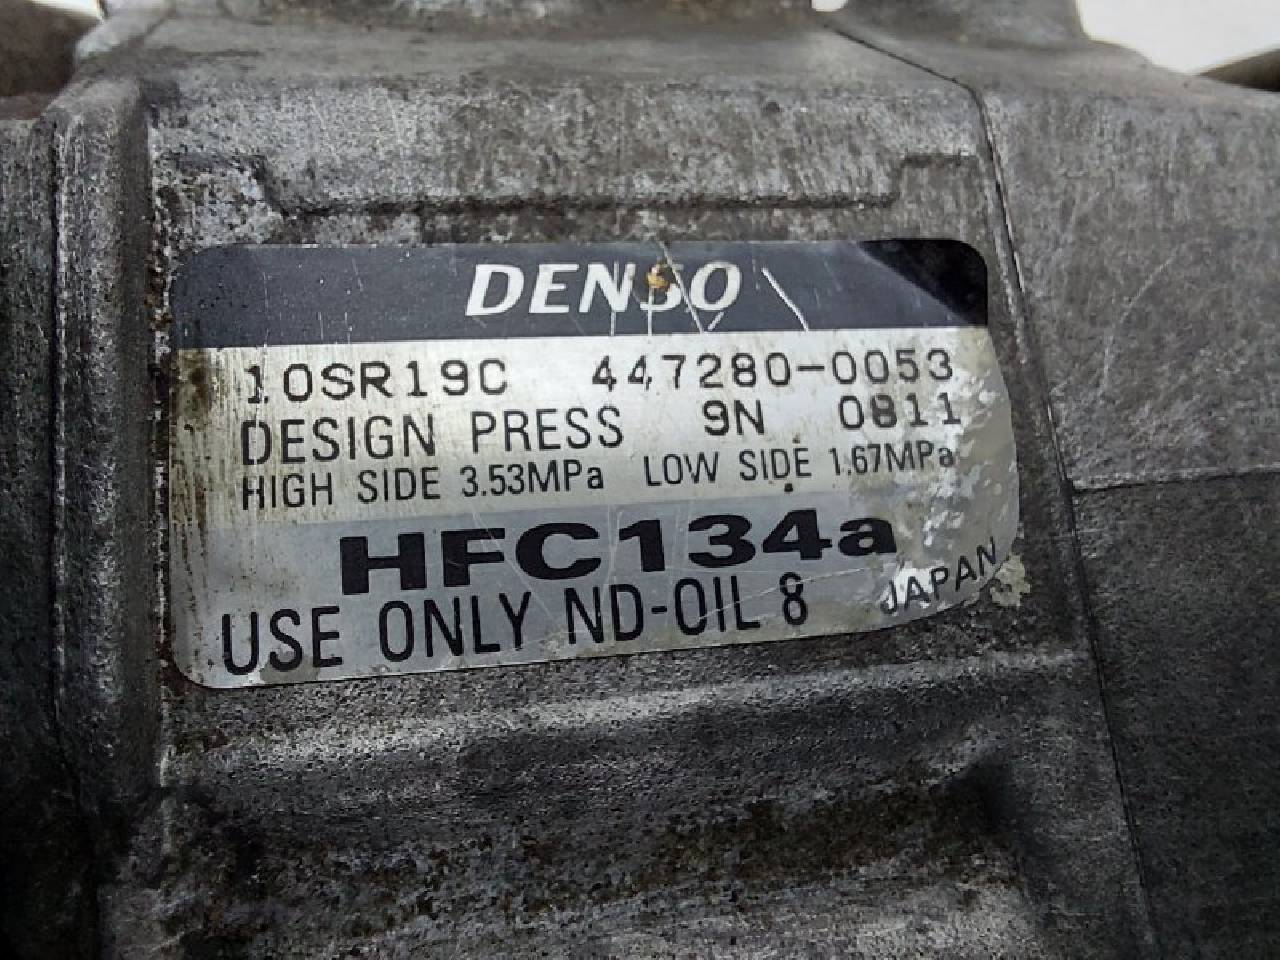 DENSO
10SR19C 447280-0053
DESIGN PRESS 9N 0811
HIGH SIDE 3.53MPa LOW SIDE 1.67MPa
HFC134a
USE ONLY ND-OIL 8 JAPAN